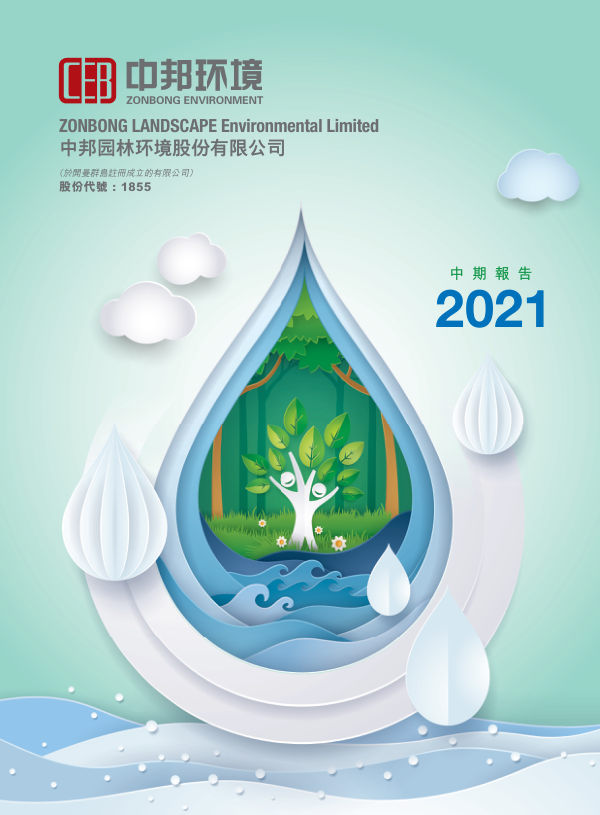 CEB
中邦环境
ZONBONG ENVIRONMENT
ZONBONG LANDSCAPE Environmental Limited
中邦园林环境股份有限公司
(於開曼群島註冊成立的有限公司)
股份代號：1855
中期報告
2021